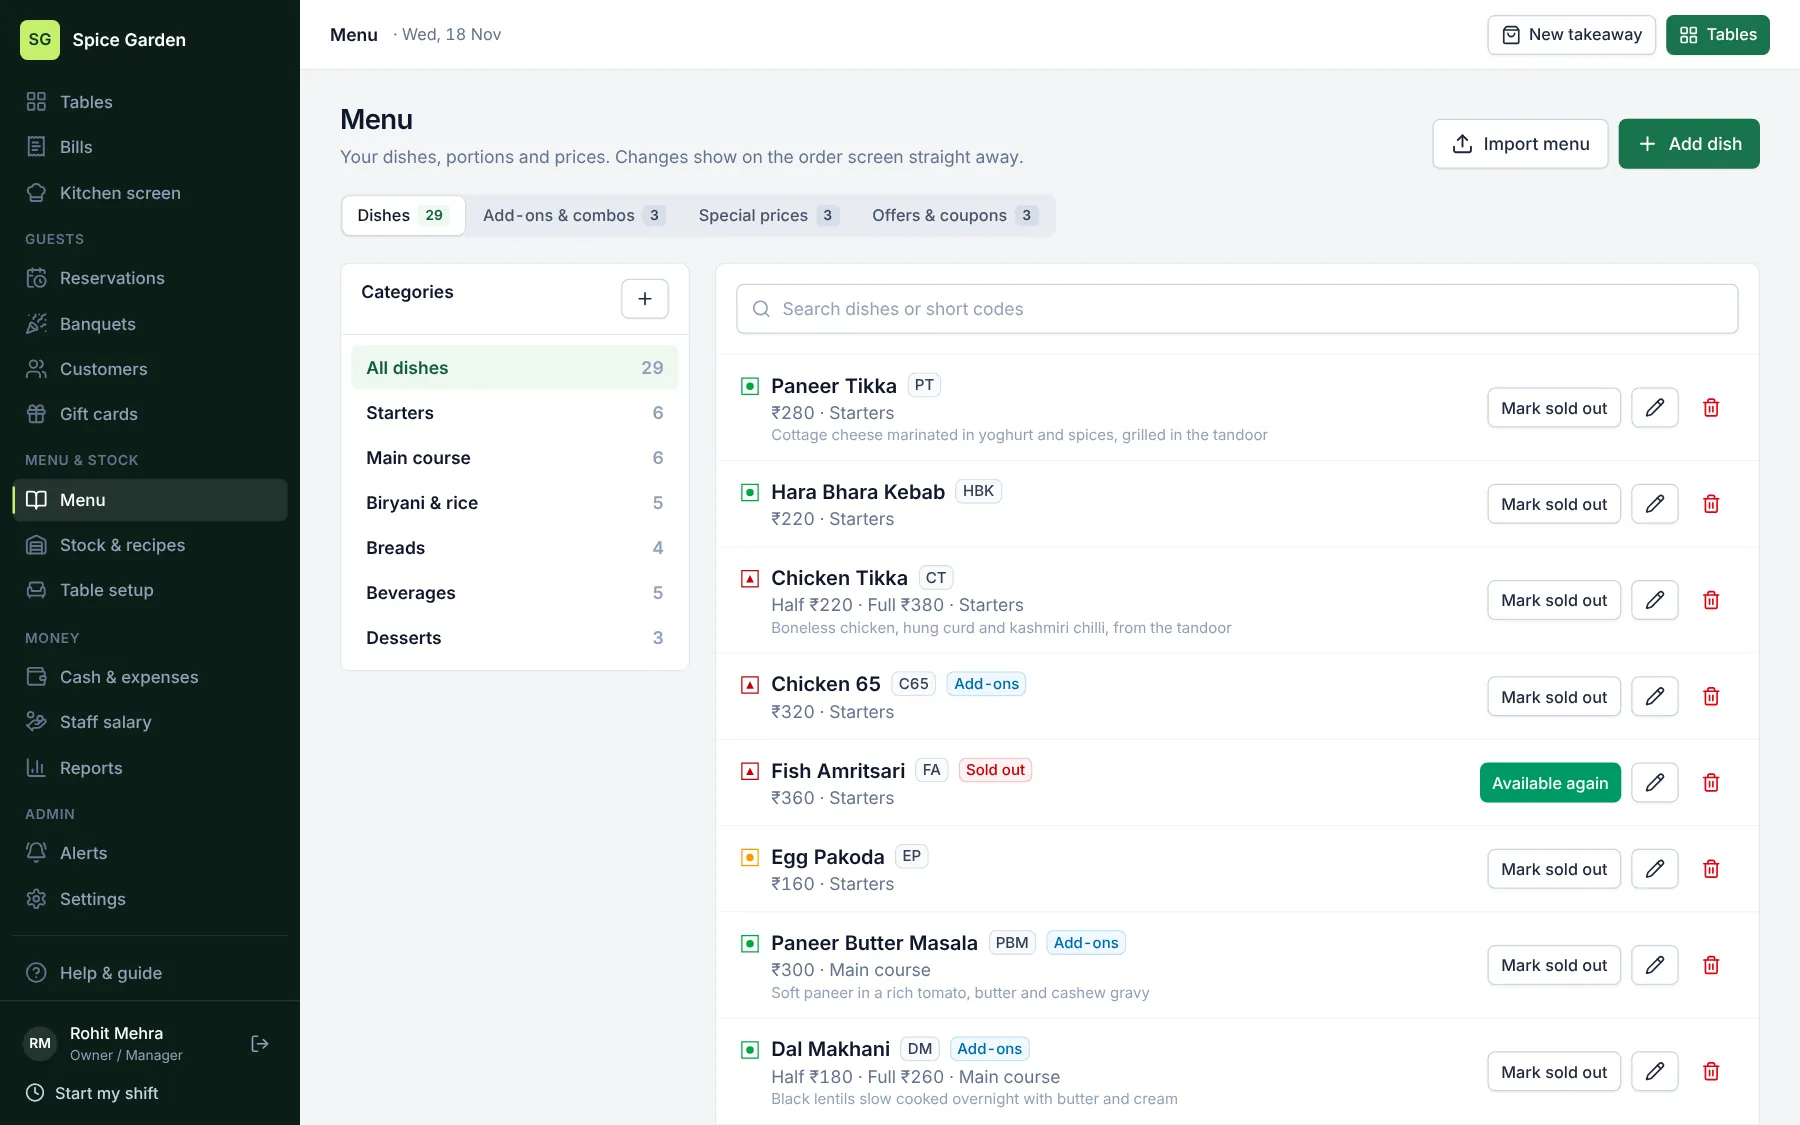 SG Spice Garden
Tables
Bills
Kitchen screen
GUESTS
Reservations
Banquets
Customers
Gift cards
MENU & STOCK
Menu
Stock & recipes
Table setup
MONEY
Cash & expenses
Staff salary
Reports
ADMIN
Alerts
Settings
Help & guide
RM Rohit Mehra
Owner / Manager
Start my shift
Menu · Wed, 18 Nov
New takeaway
Tables
Menu
Your dishes, portions and prices. Changes show on the order screen straight away.
Import menu
Add dish
Dishes 29
Add-ons & combos 3
Special prices 3
Offers & coupons 3
Categories
All dishes 29
Starters 6
Main course 6
Biryani & rice 5
Breads 4
Beverages 5
Desserts 3
Search dishes or short codes
Paneer Tikka PT
₹280 · Starters
Cottage cheese marinated in yoghurt and spices, grilled in the tandoor
Mark sold out
Hara Bhara Kebab HBK
₹220 · Starters
Mark sold out
Chicken Tikka CT
Half ₹220 · Full ₹380 · Starters
Boneless chicken, hung curd and kashmiri chilli, from the tandoor
Mark sold out
Chicken 65 C65 Add-ons
₹320 · Starters
Mark sold out
Fish Amritsari FA Sold out
₹360 · Starters
Available again
Egg Pakoda EP
₹160 · Starters
Mark sold out
Paneer Butter Masala PBM Add-ons
₹300 · Main course
Soft paneer in a rich tomato, butter and cashew gravy
Mark sold out
Dal Makhani DM Add-ons
Half ₹180 · Full ₹260 · Main course
Black lentils slow cooked overnight with butter and cream
Mark sold out